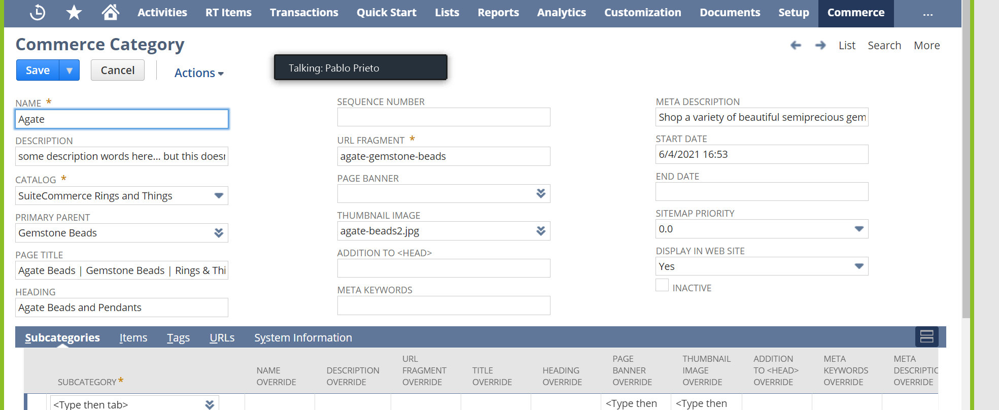 Activities RT Items Transactions Quick Start Lists Reports Analytics Customization Documents Setup Commerce ...
Commerce Category
List Search More
Save Cancel Actions
Talking: Pablo Prieto
NAME *
Agate
DESCRIPTION
some description words here... but this does
CATALOG *
SuiteCommerce Rings and Things
PRIMARY PARENT
Gemstone Beads
PAGE TITLE
Agate Beads | Gemstone Beads | Rings & Thi
HEADING
Agate Beads and Pendants
SEQUENCE NUMBER
URL FRAGMENT *
agate-gemstone-beads
PAGE BANNER
THUMBNAIL IMAGE
agate-beads2.jpg
ADDITION TO <HEAD>
META KEYWORDS
META DESCRIPTION
Shop a variety of beautiful semiprecious gem
START DATE
6/4/2021 16:53
END DATE
SITEMAP PRIORITY
0.0
DISPLAY IN WEB SITE
Yes
INACTIVE
Subcategories Items Tags URLs System Information
SUBCATEGORY *
NAME
OVERRIDE
DESCRIPTION
OVERRIDE
URL
FRAGMENT
OVERRIDE
TITLE
OVERRIDE
HEADING
OVERRIDE
PAGE
BANNER
OVERRIDE
THUMBNAIL
IMAGE
OVERRIDE
ADDITION
TO <HEAD>
OVERRIDE
META
KEYWORDS
OVERRIDE
META
DESCRIPTIC
OVERRIDE
<Type then tab>
<Type then
<Type then